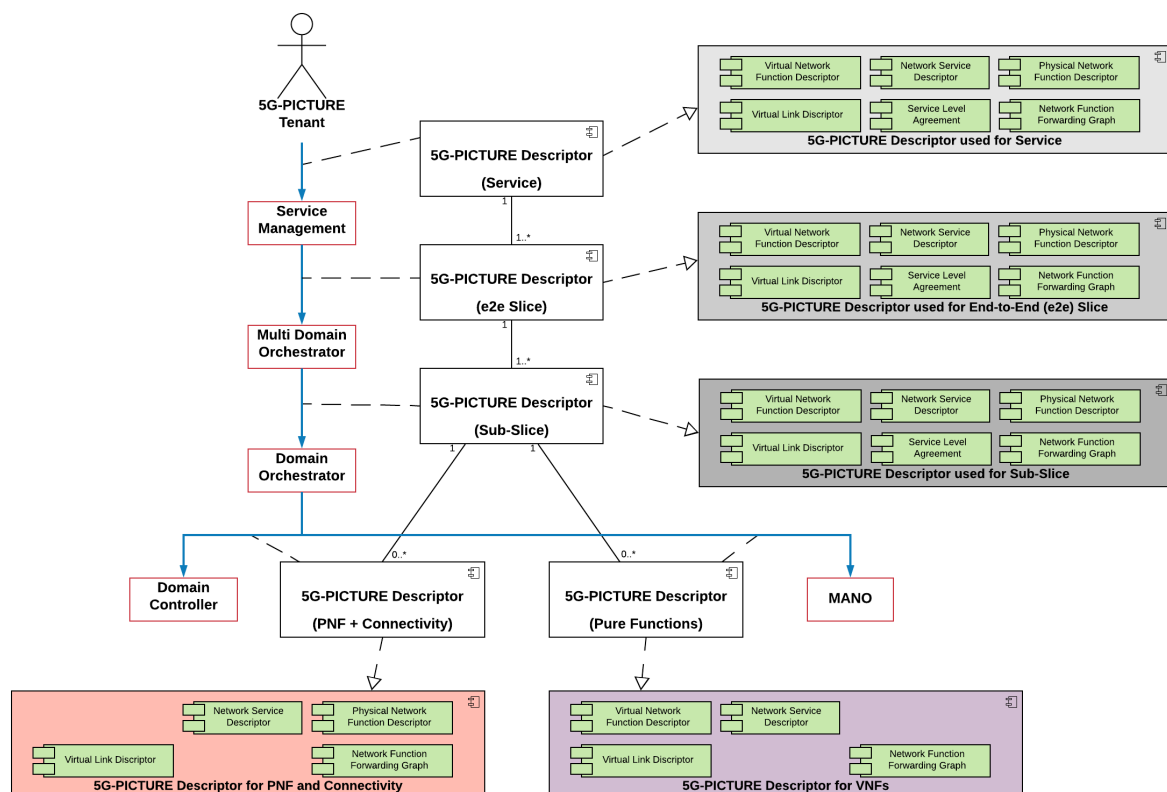 5G-PICTURE
Tenant
Service
Management
Multi Domain
Orchestrator
Domain
Orchestrator
Domain
Controller
MANO
5G-PICTURE Descriptor
(Service)
1
1..*
5G-PICTURE Descriptor
(e2e Slice)
1
1..*
5G-PICTURE Descriptor
(Sub-Slice)
1
1
0..*
0..*
5G-PICTURE Descriptor
(PNF + Connectivity)
5G-PICTURE Descriptor
(Pure Functions)
Virtual Network
Function Descriptor
Network Service
Descriptor
Physical Network
Function Descriptor
Virtual Link Discriptor
Service Level
Agreement
Network Function
Forwarding Graph
5G-PICTURE Descriptor used for Service
Virtual Network
Function Descriptor
Network Service
Descriptor
Physical Network
Function Descriptor
Virtual Link Discriptor
Service Level
Agreement
Network Function
Forwarding Graph
5G-PICTURE Descriptor used for End-to-End (e2e) Slice
Virtual Network
Function Descriptor
Network Service
Descriptor
Physical Network
Function Descriptor
Virtual Link Discriptor
Service Level
Agreement
Network Function
Forwarding Graph
5G-PICTURE Descriptor used for Sub-Slice
Network Service
Descriptor
Physical Network
Function Descriptor
Virtual Link Discriptor
Network Function
Forwarding Graph
5G-PICTURE Descriptor for PNF and Connectivity
Virtual Network
Function Descriptor
Network Service
Descriptor
Virtual Link Discriptor
Network Function
Forwarding Graph
5G-PICTURE Descriptor for VNFs